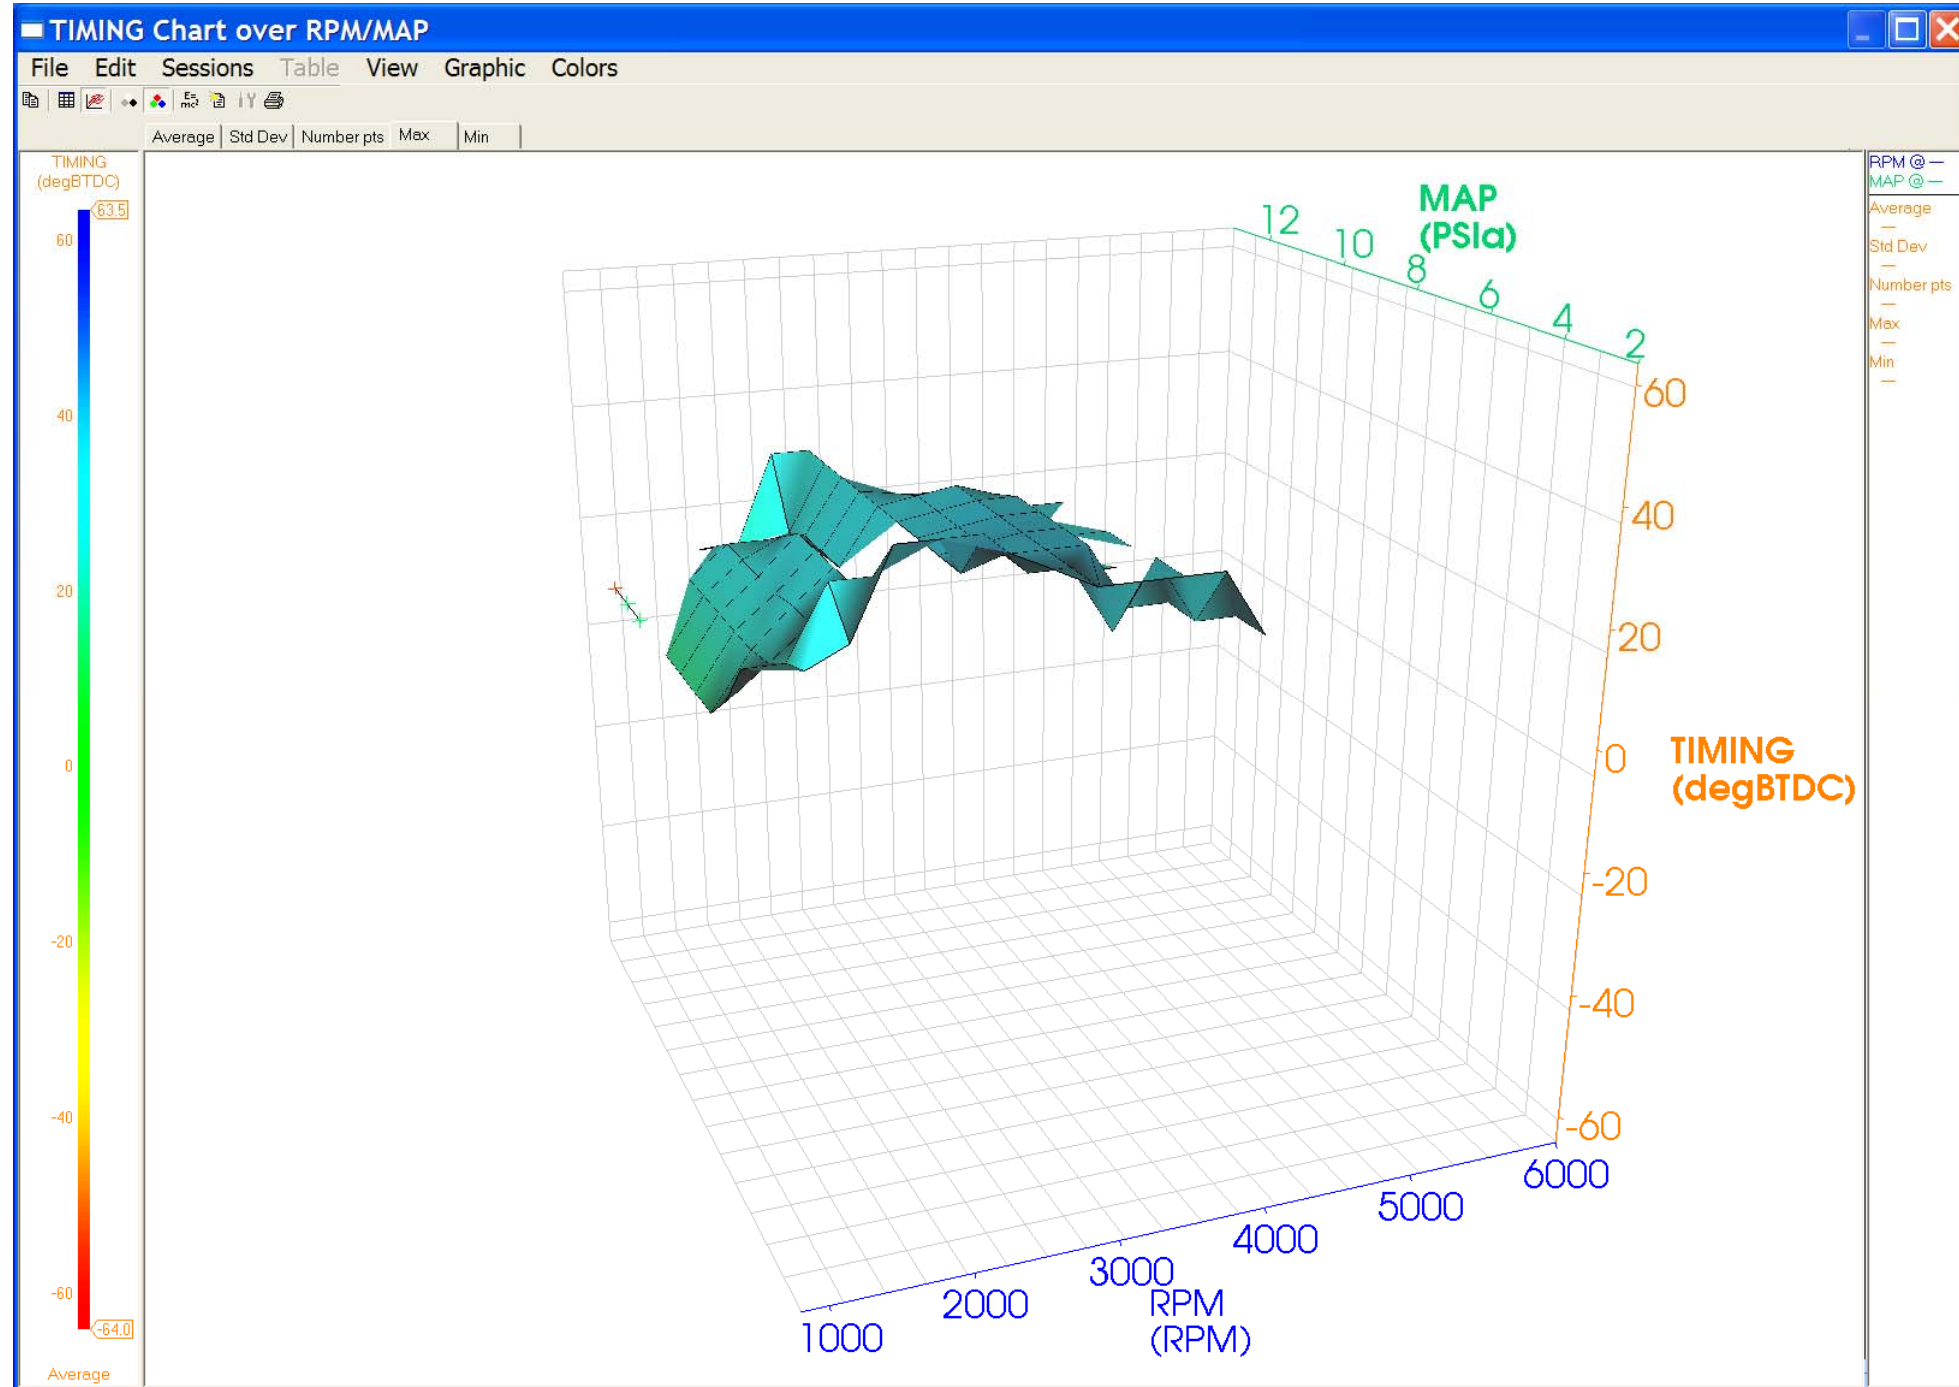 TIMING Chart over RPM/MAP
File Edit Sessions Table View Graphic Colors
E=
mc²
Average Std Dev Number pts Max Min
TIMING
(degBTDC)
63.5
60
40
20
0
-20
-40
-60
-64.0
Average
MAP
(PSIa)
12
10
8
6
4
2
60
40
20
0
-20
-40
-60
TIMING
(degBTDC)
1000
2000
3000
4000
5000
6000
RPM
(RPM)
RPM @ —
MAP @ —
Average
—
Std Dev
—
Number pts
—
Max
—
Min
—